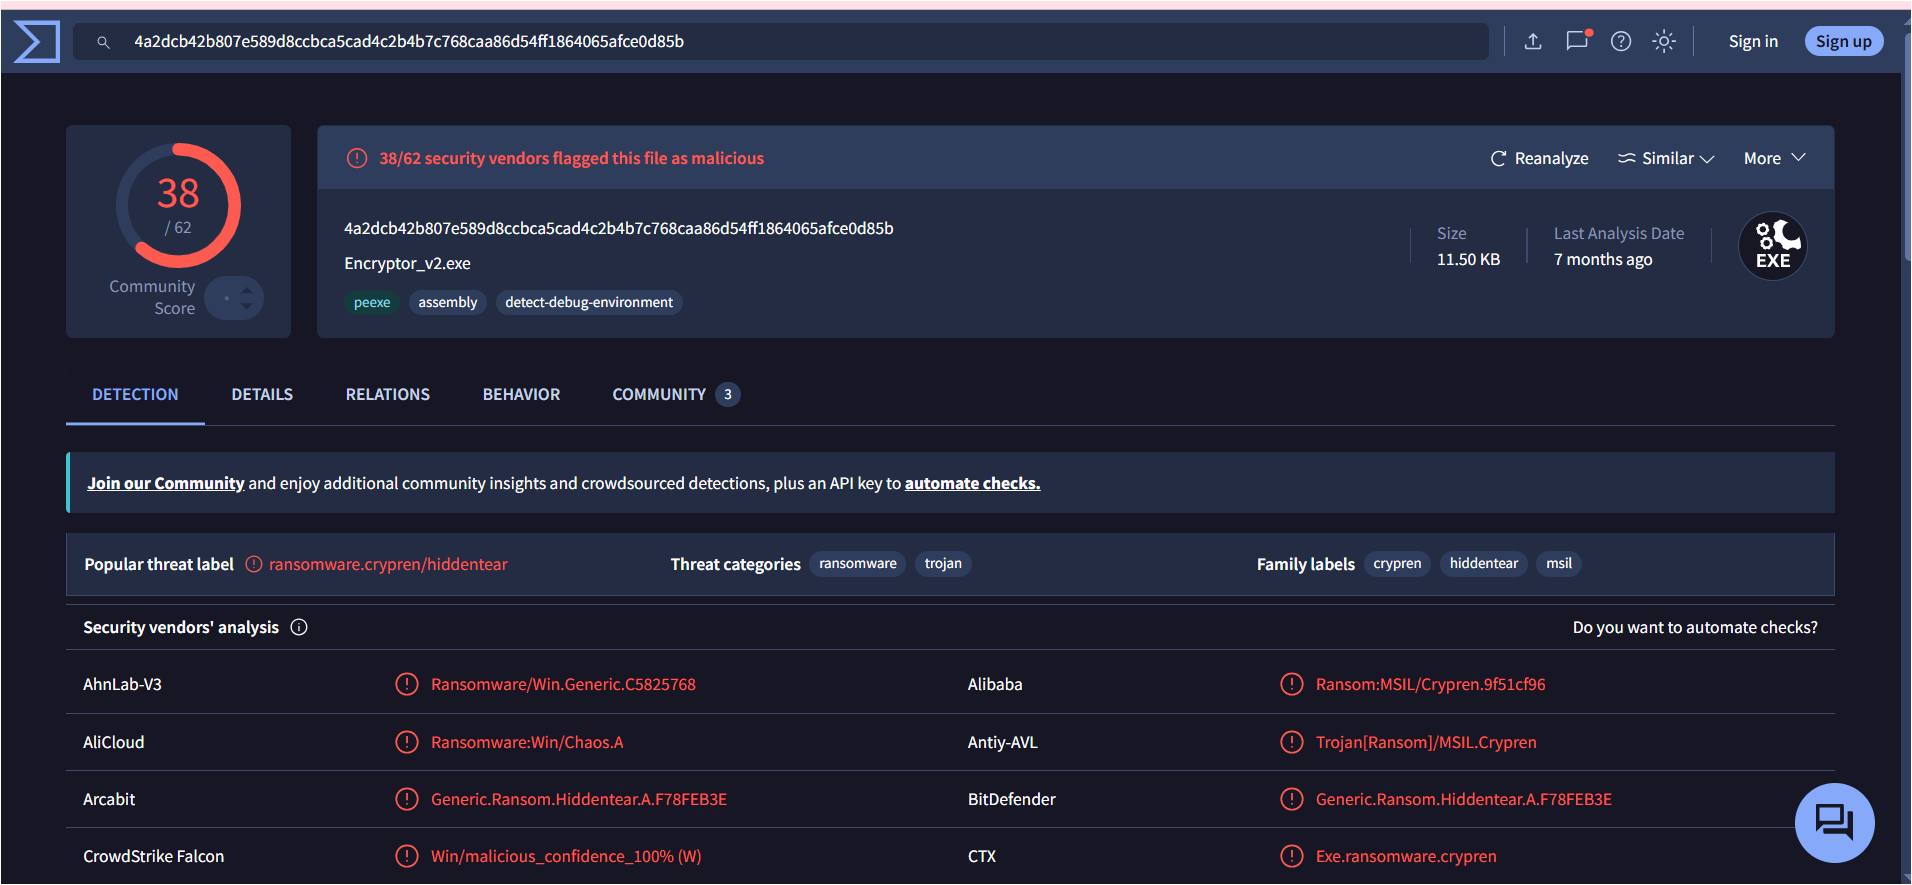 4a2dcb42b807e589d8ccbca5cad4c2b4b7c768caa86d54ff1864065afce0d85b
Sign in
Sign up
38
/ 62
Community
Score
38/62 security vendors flagged this file as malicious
Reanalyze
Similar
More
4a2dcb42b807e589d8ccbca5cad4c2b4b7c768caa86d54ff1864065afce0d85b
Encryptor_v2.exe
peexe
assembly
detect-debug-environment
Size
11.50 KB
Last Analysis Date
7 months ago
EXE
DETECTION
DETAILS
RELATIONS
BEHAVIOR
COMMUNITY 3
Join our Community and enjoy additional community insights and crowdsourced detections, plus an API key to automate checks.
Popular threat label ransomware.crypren/hiddentear
Threat categories ransomware trojan
Family labels crypren hiddentear msil
Security vendors' analysis
Do you want to automate checks?
AhnLab-V3 Ransomware/Win.Generic.C5825768
Alibaba Ransom:MSIL/Crypren.9f51cf96
AliCloud Ransomware:Win/Chaos.A
Antiy-AVL Trojan[Ransom]/MSIL.Crypren
Arcabit Generic.Ransom.Hiddentear.A.F78FEB3E
BitDefender Generic.Ransom.Hiddentear.A.F78FEB3E
CrowdStrike Falcon Win/malicious_confidence_100% (W)
CTX Exe.ransomware.crypren